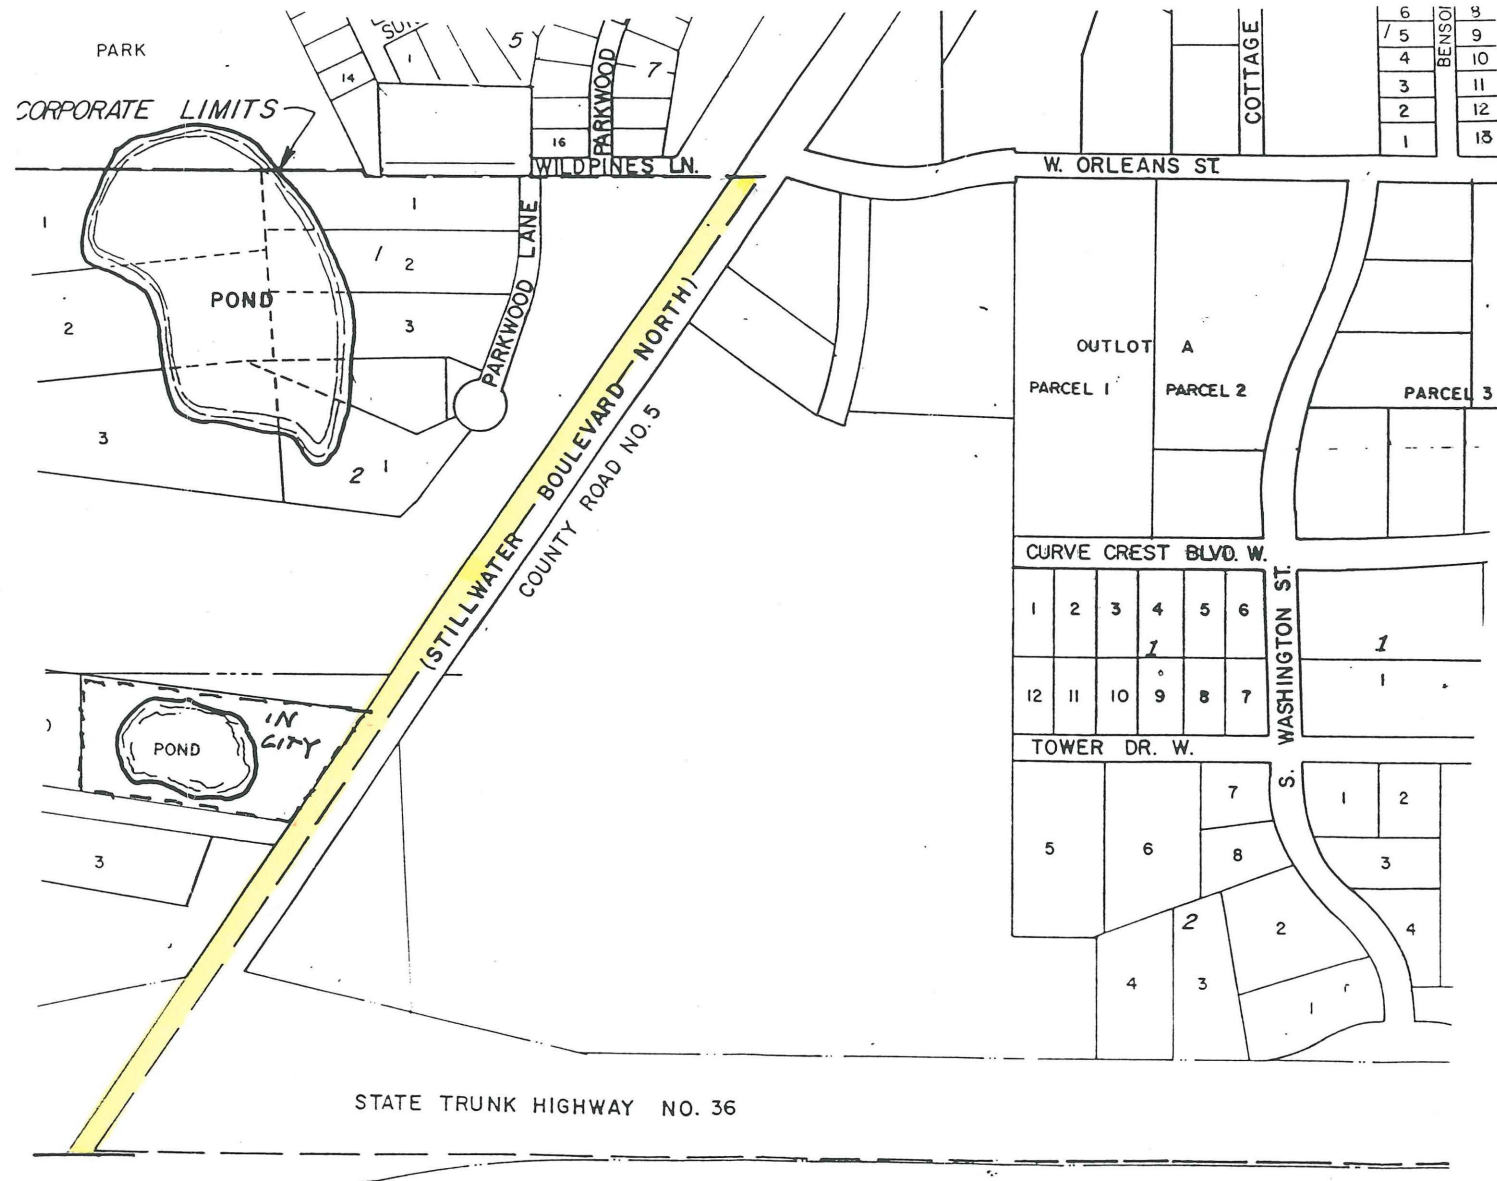 PARK
CORPORATE LIMITS
14
1
5
7
16
PARKWOOD
WILDPINES LN.
COTTAGE
6
5
4
3
2
1
1
BENSO
8
9
10
11
12
13
W. ORLEANS ST.
1
2
3
POND
1
1
2
3
PARKWOOD LANE
2 1
(STILLWATER BOULEVARD NORTH)
COUNTY ROAD NO. 5
OUTLOT A
PARCEL 1
PARCEL 2
PARCEL 3
CURVE CREST BLVD. W.
1 2 3 4 5 6
1
12 11 10 9 8 7
1
1
S. WASHINGTON ST.
TOWER DR. W.
POND
IN
CITY
3
5
6
7
8
2
4
3
2
1
1
2
3
4
STATE TRUNK HIGHWAY NO. 36